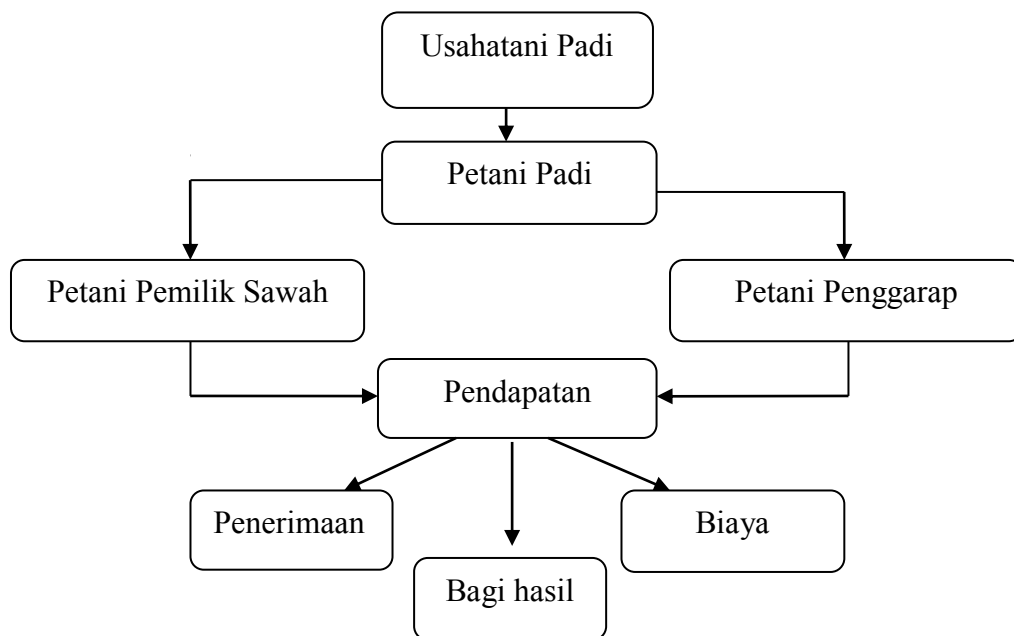 Usahatani Padi
Petani Padi
Petani Pemilik Sawah
Petani Penggarap
Pendapatan
Penerimaan
Biaya
Bagi hasil